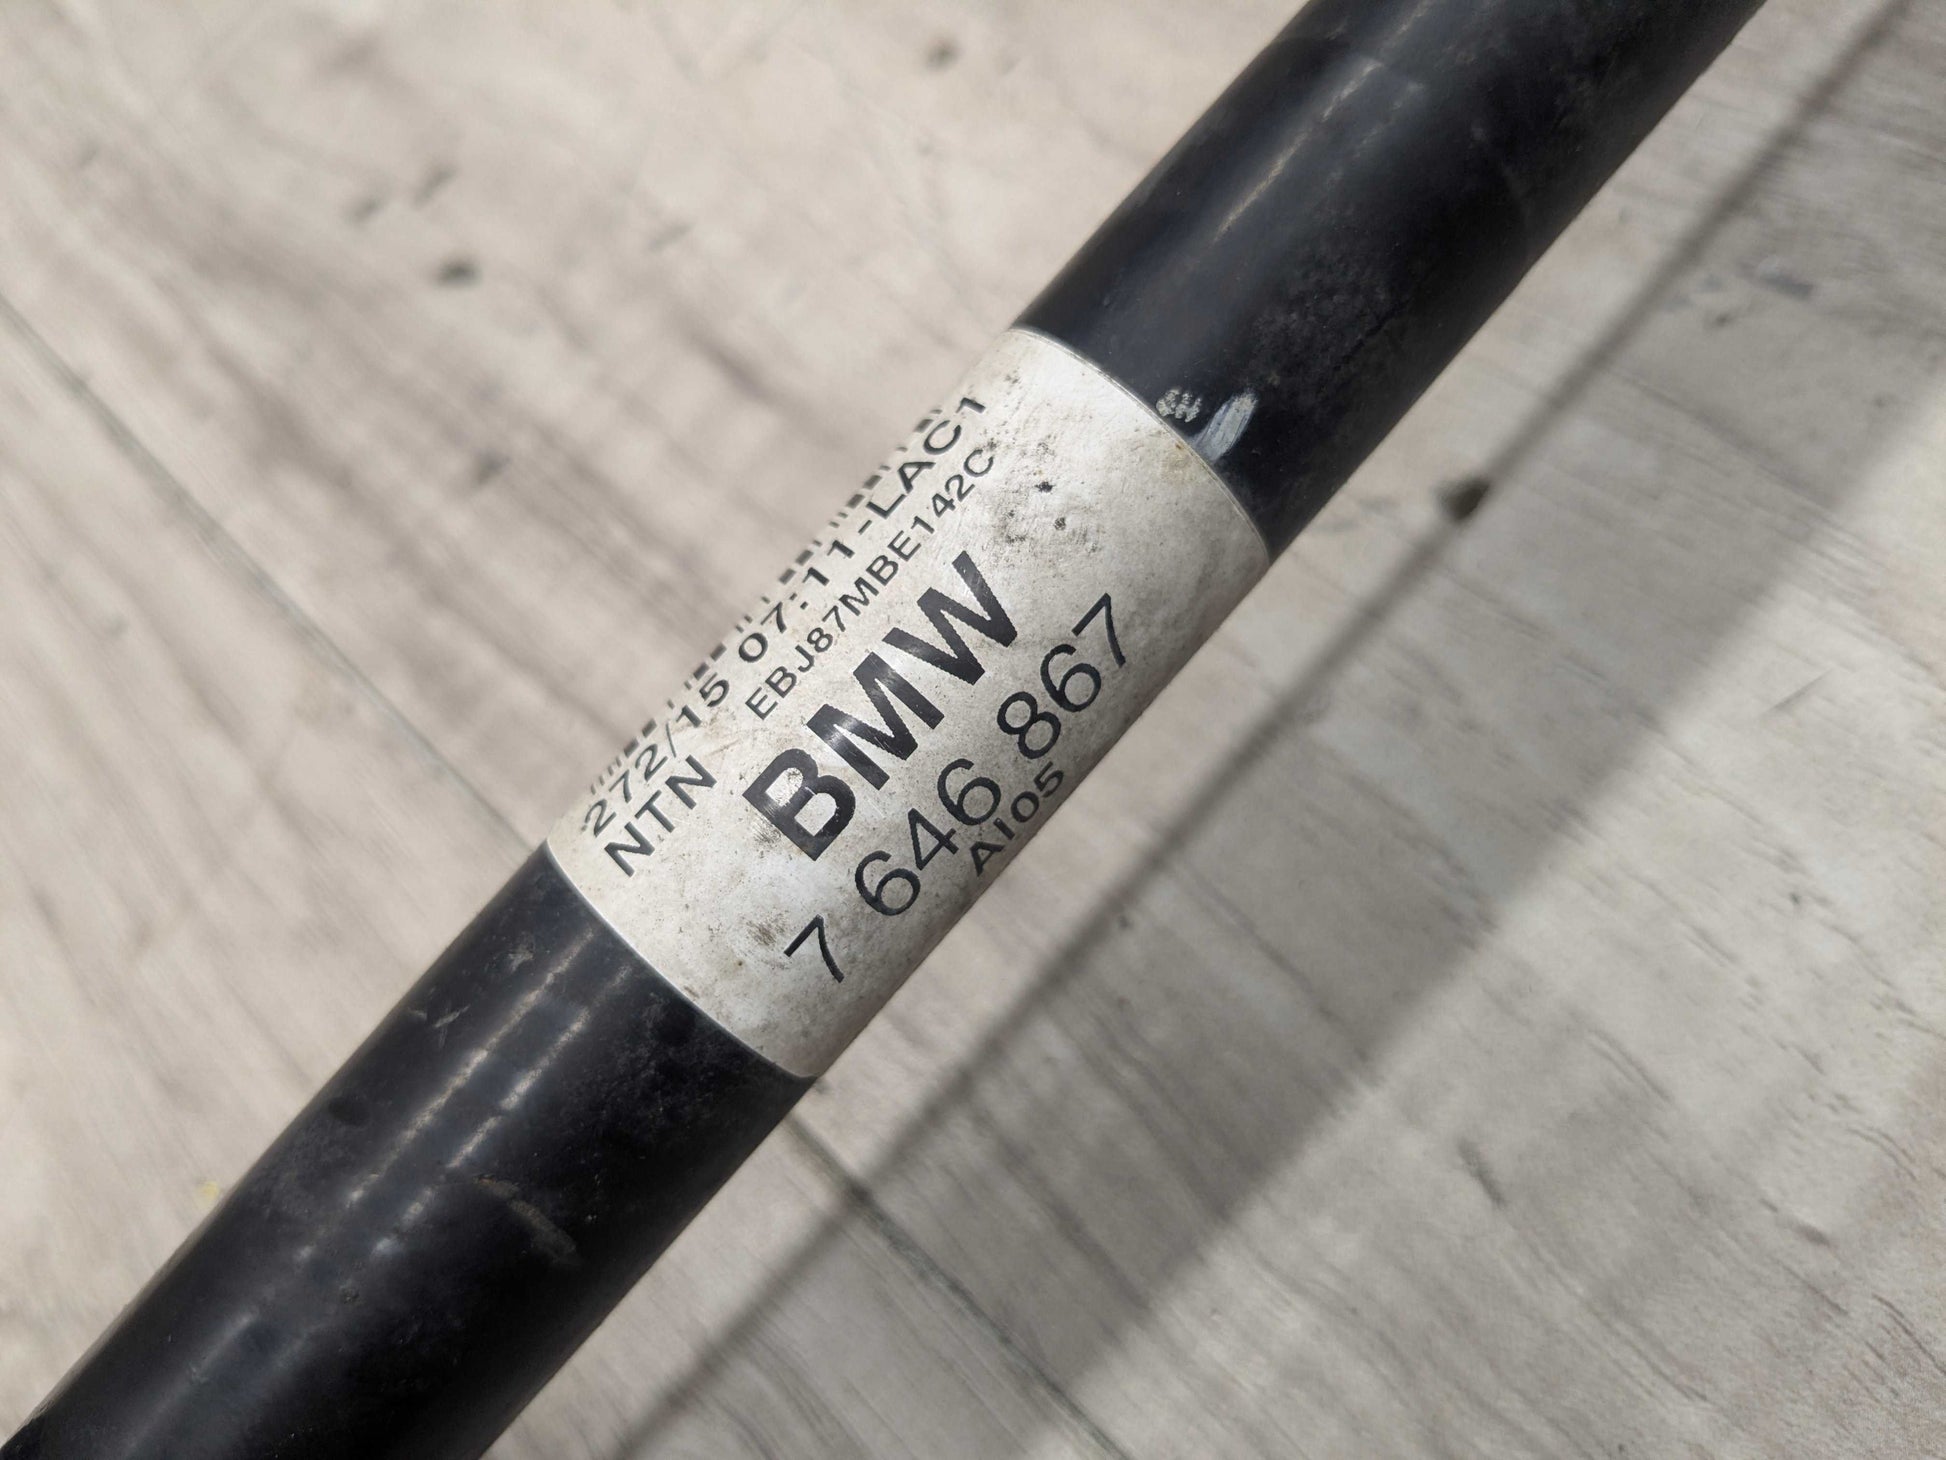 272/15 07:11-LAC1
NTN EBJ87MBE142C
BMW
7 646 867
AI05